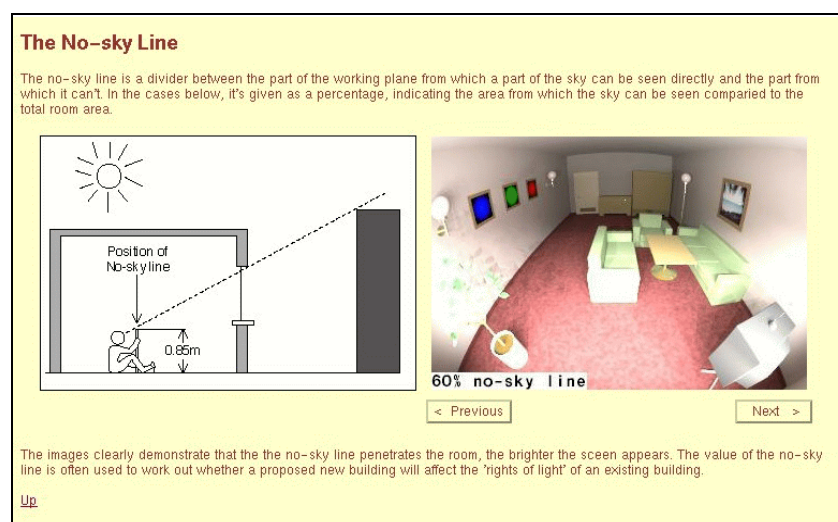 The No-sky Line
The no-sky line is a divider between the part of the working plane from which a part of the sky can be seen directly and the part from
which it can't. In the cases below, it's given as a percentage, indicating the area from which the sky can be seen comparied to the
total room area.
Position of
No-skyline
0.85m
60% no-sky line
< Previous
Next >
The images clearly demonstrate that the the no-sky line penetrates the room, the brighter the sceen appears. The value of the no-sky
line is often used to work out whether a proposed new building will affect the 'rights of light' of an existing building.
Up